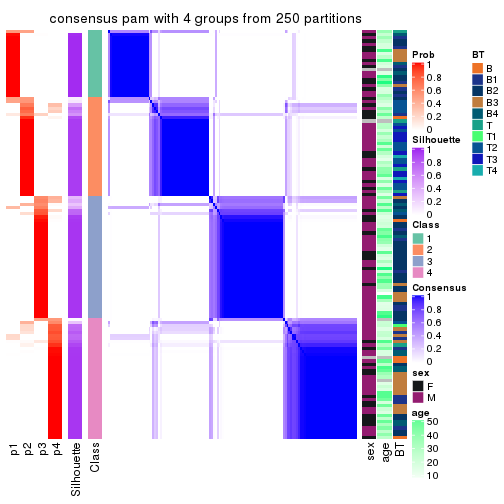 consensus pam with 4 groups from 250 partitions
Prob
1
0.8
0.6
0.4
0.2
0
Silhouette
1
0.8
0.6
0.4
0.2
0
Class
1
2
3
4
Consensus
1
0.8
0.6
0.4
0.2
0
sex
F
M
age
50
40
30
20
10
BT
B
B1
B2
B3
B4
T
T1
T2
T3
T4
p1
p2
p3
p4
Silhouette
Class
sex
age
BT